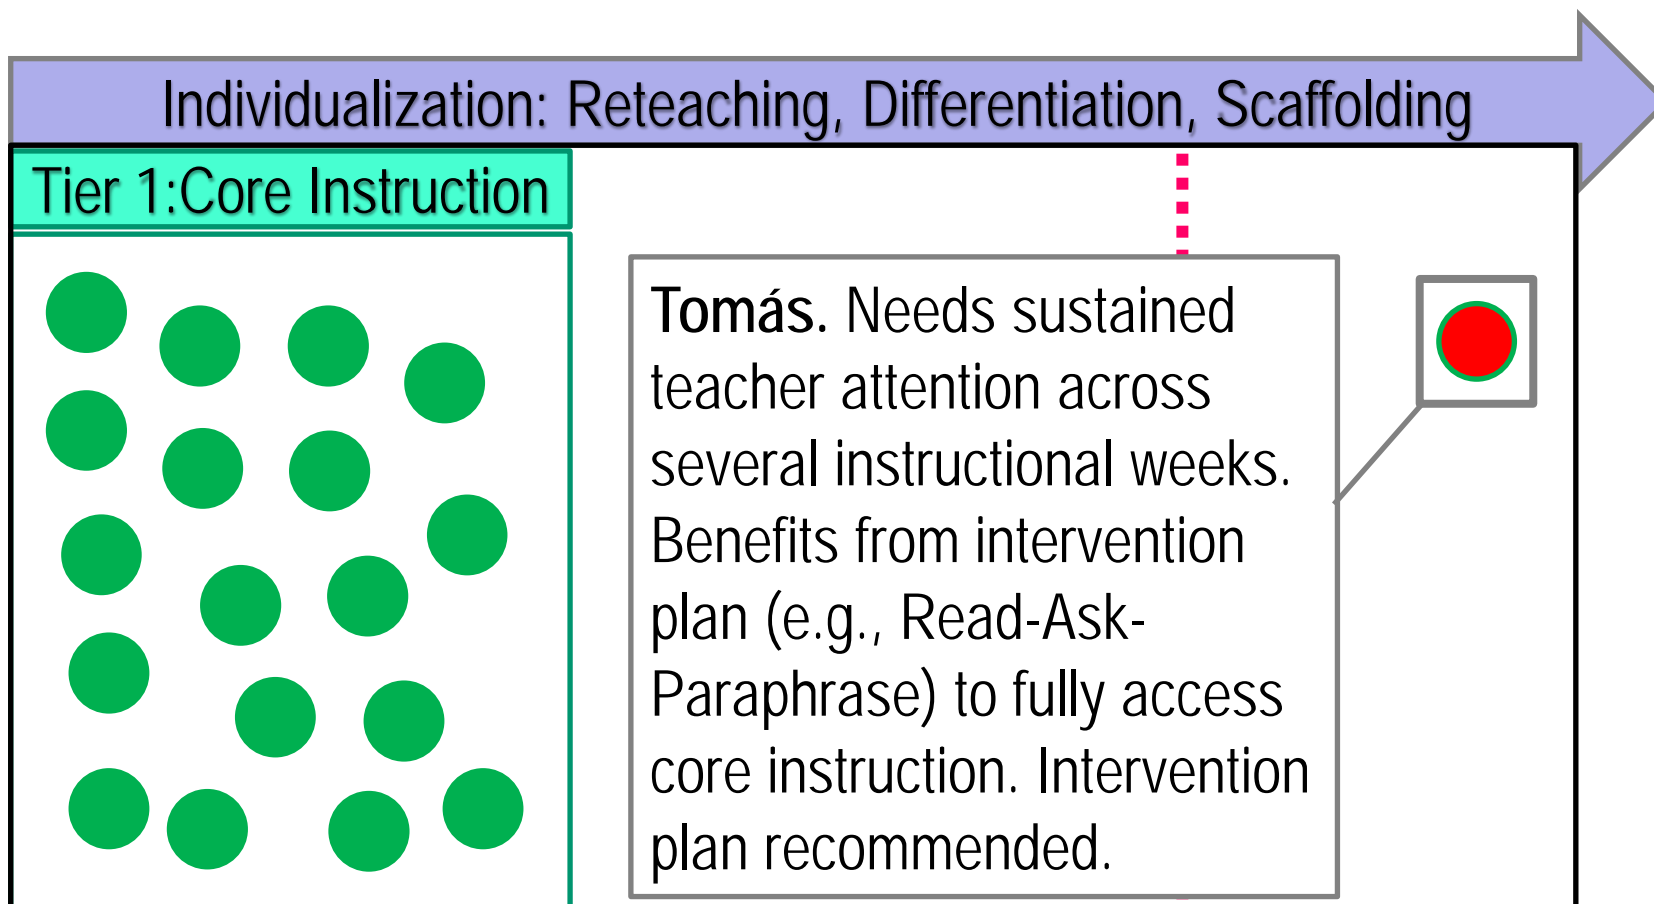 Individualization: Reteaching, Differentiation, Scaffolding
Tier 1:Core Instruction
Tomás. Needs sustained
teacher attention across
several instructional weeks.
Benefits from intervention
plan (e.g., Read-Ask-
Paraphrase) to fully access
core instruction. Intervention
plan recommended.